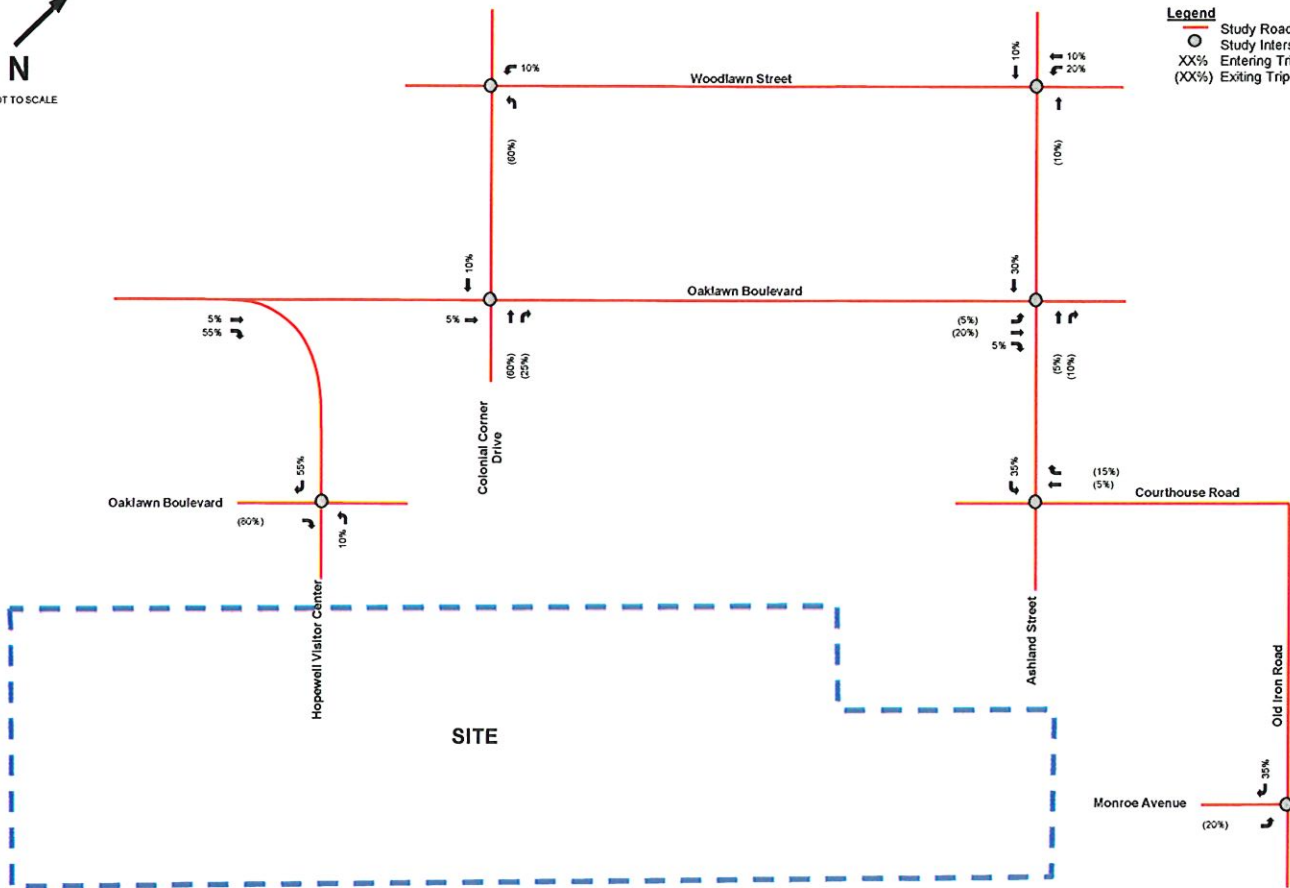 N
OT TO SCALE
Legend
Study Road
Study Inters
XX% Entering Tri
(XX%) Exiting Trip
10%
Woodlawn Street
10%
10%
20%
(60%)
(10%)
10%
Oaklawn Boulevard
30%
5%
55%
5%
(60%)
(25%)
(5%)
(20%)
5%
(5%)
(10%)
Colonial Corner
Drive
55%
Oaklawn Boulevard
(80%)
10%
35%
(15%)
(5%)
Courthouse Road
Hopewell Visitor Center
Ashland Street
SITE
Old Iron Road
35%
Monroe Avenue
(20%)